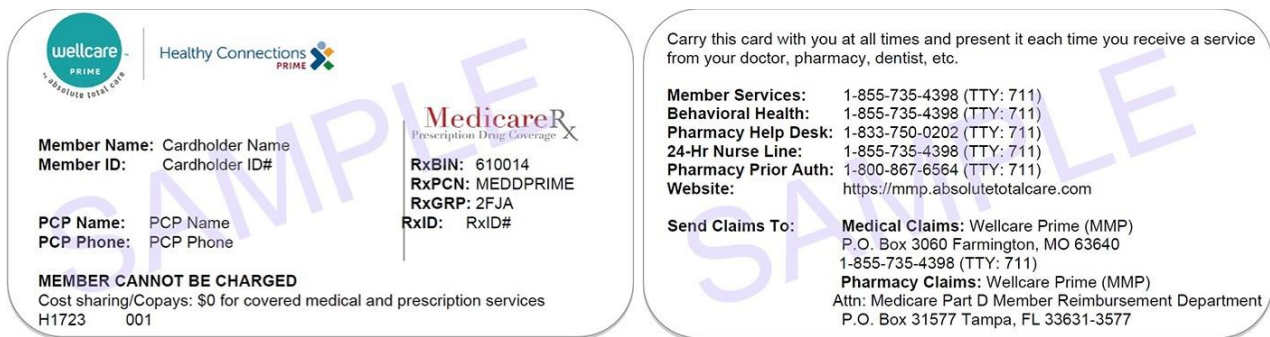 wellcare
PRIME
by absolute total care
Healthy Connections
PRIME
MedicareRx
Prescription Drug Coverage
Member Name: Cardholder Name
Member ID: Cardholder ID#
RxBIN: 610014
RxPCN: MEDDPRIME
RxGRP: 2FJA
RxID: RxID#
PCP Name: PCP Name
PCP Phone: PCP Phone
MEMBER CANNOT BE CHARGED
Cost sharing/Copays: $0 for covered medical and prescription services
H1723 001
SAMPLE
Carry this card with you at all times and present it each time you receive a service
from your doctor, pharmacy, dentist, etc.
Member Services: 1-855-735-4398 (TTY: 711)
Behavioral Health: 1-855-735-4398 (TTY: 711)
Pharmacy Help Desk: 1-833-750-0202 (TTY: 711)
24-Hr Nurse Line: 1-855-735-4398 (TTY: 711)
Pharmacy Prior Auth: 1-800-867-6564 (TTY: 711)
Website: https://mmp.absolutetotalcare.com
Send Claims To: Medical Claims: Wellcare Prime (MMP)
P.O. Box 3060 Farmington, MO 63640
1-855-735-4398 (TTY: 711)
Pharmacy Claims: Wellcare Prime (MMP)
Attn: Medicare Part D Member Reimbursement Department
P.O. Box 31577 Tampa, FL 33631-3577
SAMPLE